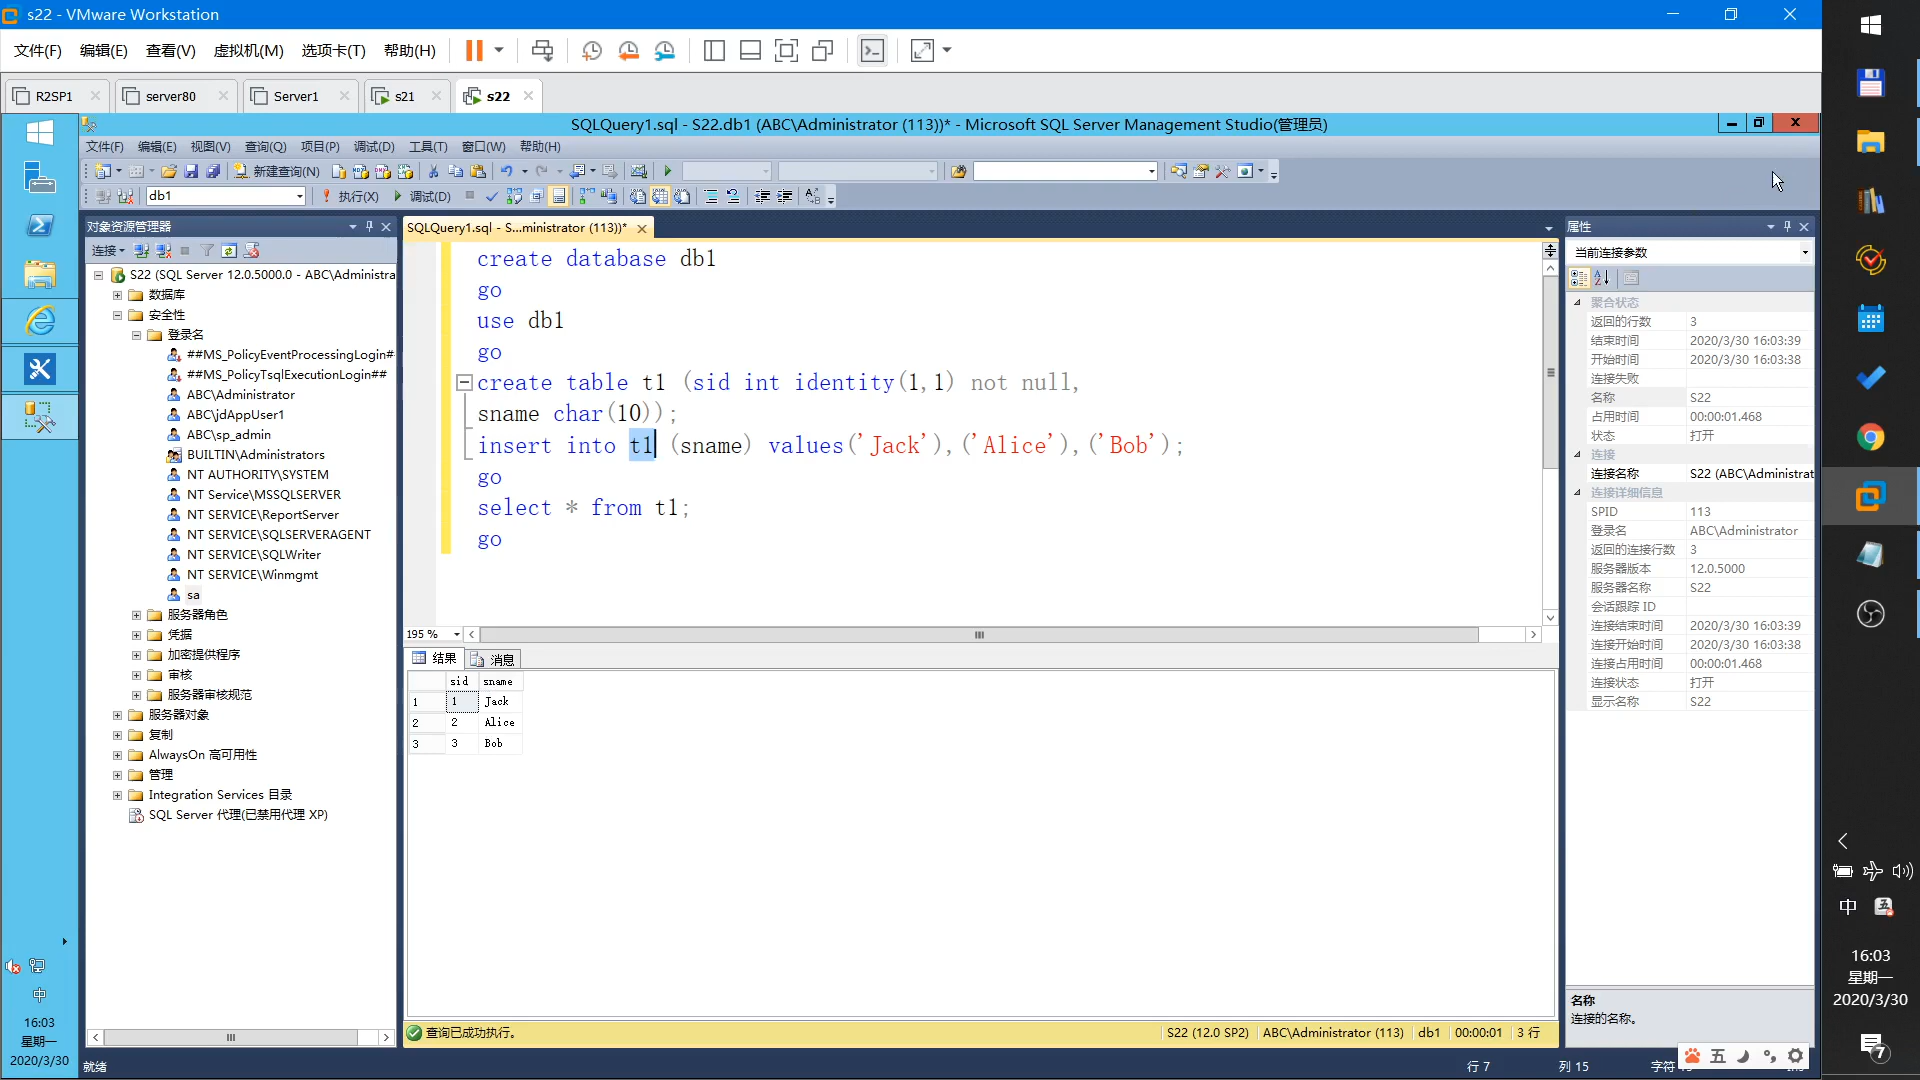 s22 - VMware Workstation
文件(F) 编辑(E) 查看(V) 虚拟机(M) 选项卡(T) 帮助(H)
R2SP1 server80 Server1 s21 s22
SQLQuery1.sql - S22.db1 (ABC\Administrator (113))* - Microsoft SQL Server Management Studio(管理员)
文件(F) 编辑(E) 视图(V) 查询(Q) 项目(P) 调试(D) 工具(T) 窗口(W) 帮助(H)
新建查询(N)
db1 执行(X) 调试(D)
对象资源管理器
连接
S22 (SQL Server 12.0.5000.0 - ABC\Administra
数据库
安全性
登录名
##MS_PolicyEventProcessingLogin#
##MS_PolicyTsqlExecutionLogin##
ABC\Administrator
ABC\jdAppUser1
ABC\sp_admin
BUILTIN\Administrators
NT AUTHORITY\SYSTEM
NT Service\MSSQLSERVER
NT SERVICE\ReportServer
NT SERVICE\SQLSERVERAGENT
NT SERVICE\SQLWriter
NT SERVICE\Winmgmt
sa
服务器角色
凭据
加密提供程序
审核
服务器审核规范
服务器对象
复制
AlwaysOn 高可用性
管理
Integration Services 目录
SQL Server 代理(已禁用代理 XP)
SQLQuery1.sql - S...ministrator (113))*
create database db1
go
use db1
go
create table t1 (sid int identity(1,1) not null,
sname char(10));
insert into t1 (sname) values('Jack'),('Alice'),('Bob');
go
select * from t1;
go
195 %
结果 消息
sid sname
1 1 Jack
2 2 Alice
3 3 Bob
查询已成功执行。 S22 (12.0 SP2) ABC\Administrator (113) db1 00:00:01 3 行
属性
当前连接参数
聚合状态
返回的行数 3
结束时间 2020/3/30 16:03:39
开始时间 2020/3/30 16:03:38
连接失败
名称 S22
占用时间 00:00:01.468
状态 打开
连接
连接名称 S22 (ABC\Administrat
连接详细信息
SPID 113
登录名 ABC\Administrator
返回的连接行数 3
服务器版本 12.0.5000
服务器名称 S22
会话跟踪 ID
连接结束时间 2020/3/30 16:03:39
连接开始时间 2020/3/30 16:03:38
连接占用时间 00:00:01.468
连接状态 打开
显示名称 S22
名称
连接的名称。
就绪 行 7 列 15 字符
五
中
16:03
星期一
2020/3/30
中 五
16:03
星期一
2020/3/30
7